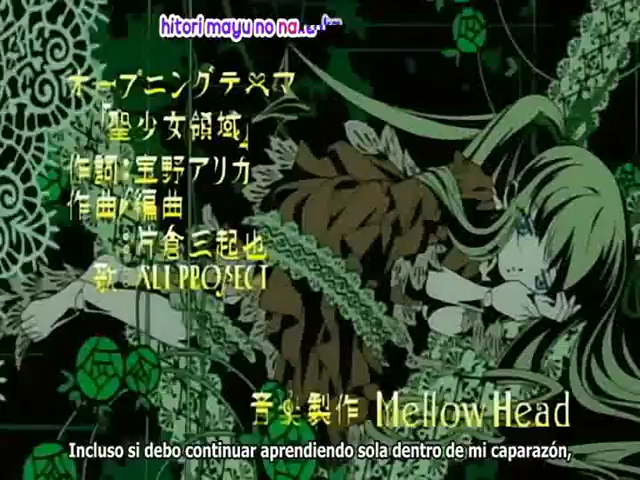 hitori mayu no na
オープニングテーマ
「聖少女領域」
作詞:宝野アリカ
作曲/編曲
:片倉三起也
歌:ALI PROJECT
音楽製作 Mellow Head
Incluso si debo continuar aprendiendo sola dentro de mi caparazón,